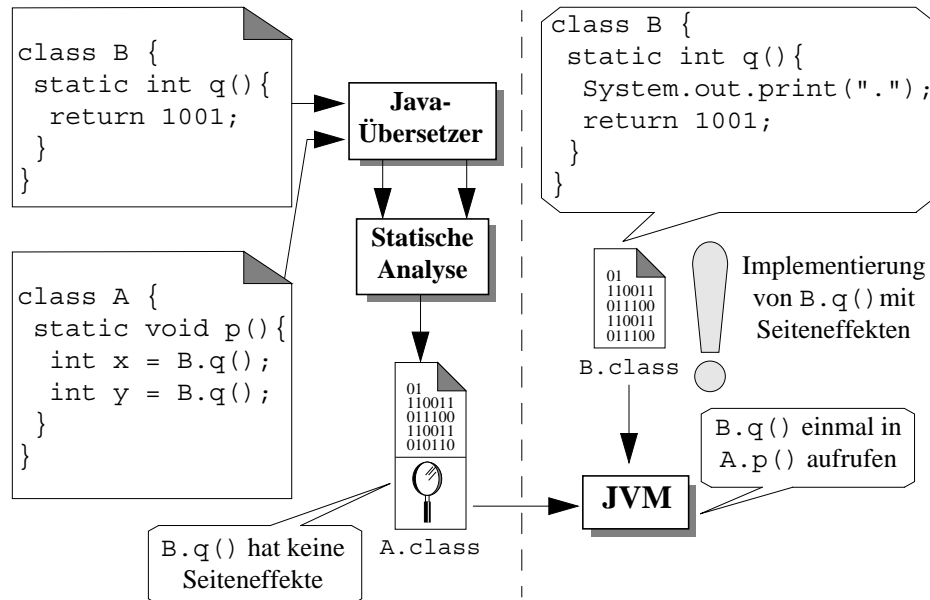 class B {
static int q(){
return 1001;
}
}
class A {
static void p(){
int x = B.q();
int y = B.q();
}
}
Java-
Übersetzer
Statische
Analyse
01
110011
011100
110011
010110
A.class
B.q() hat keine
Seiteneffekte
class B {
static int q(){
System.out.print(".");
return 1001;
}
}
01
110011
011100
110011
011100
B.class
Implementierung
von B.q() mit
Seiteneffekten
!
JVM
B.q() einmal in
A.p() aufrufen